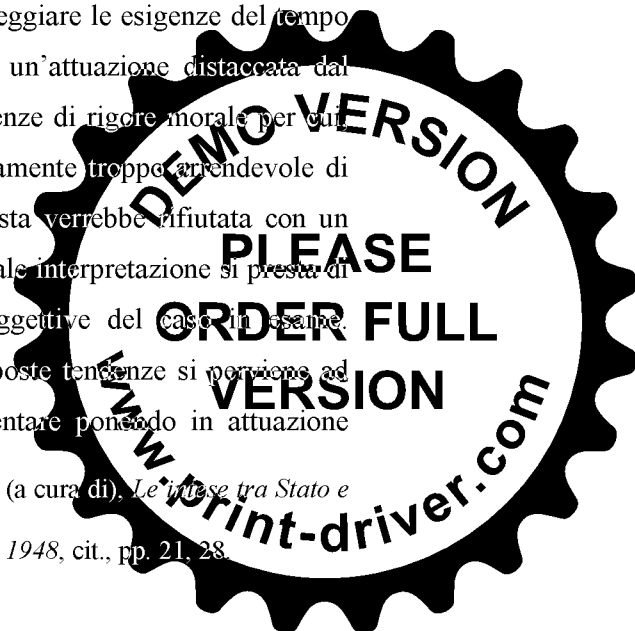 eggiare le esigenze del tempo
un'attuazione distaccata dal
enze di rigore morale per cui,
amente troppo arrendevole di
sta verrebbe rifiutata con un
ale interpretazione si presta di
ggettive del caso in esame.
poste tendenze si perviene ad
entare ponendo in attuazione
(a cura di), Le intese tra Stato e
1948, cit., pp. 21, 28.
DEMO VERSION
PLEASE
ORDER FULL
VERSION
www.print-driver.com